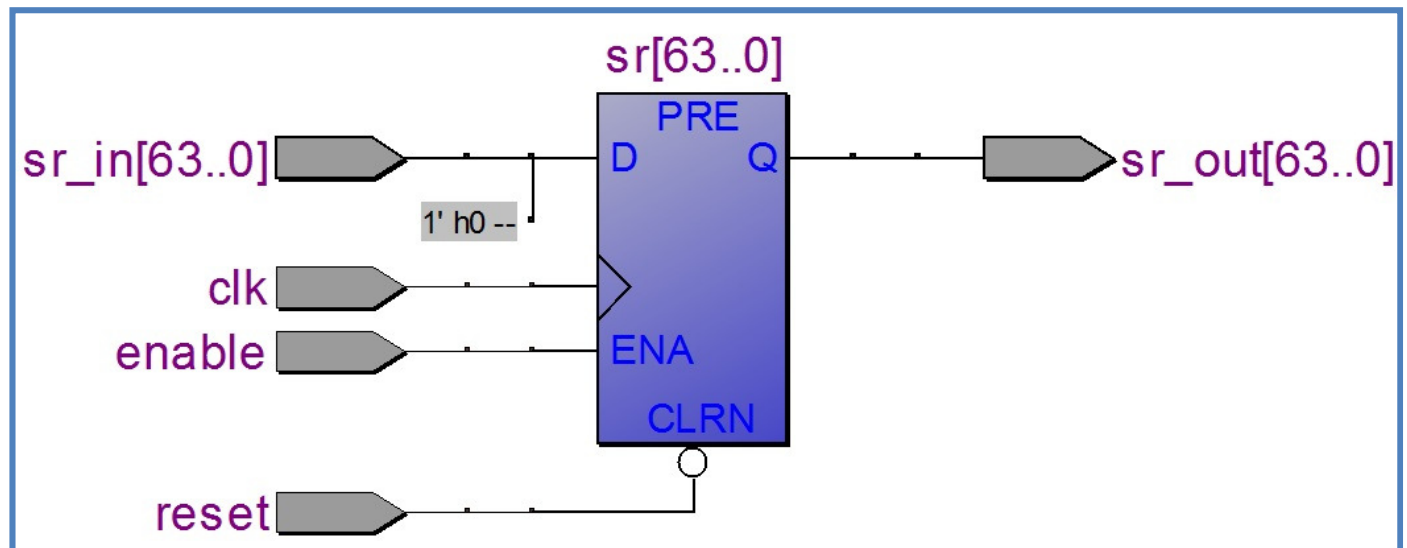 sr[63..0]
PRE
sr_in[63..0]
D
Q
sr_out[63..0]
1' h0 --
clk
enable
ENA
CLRN
reset